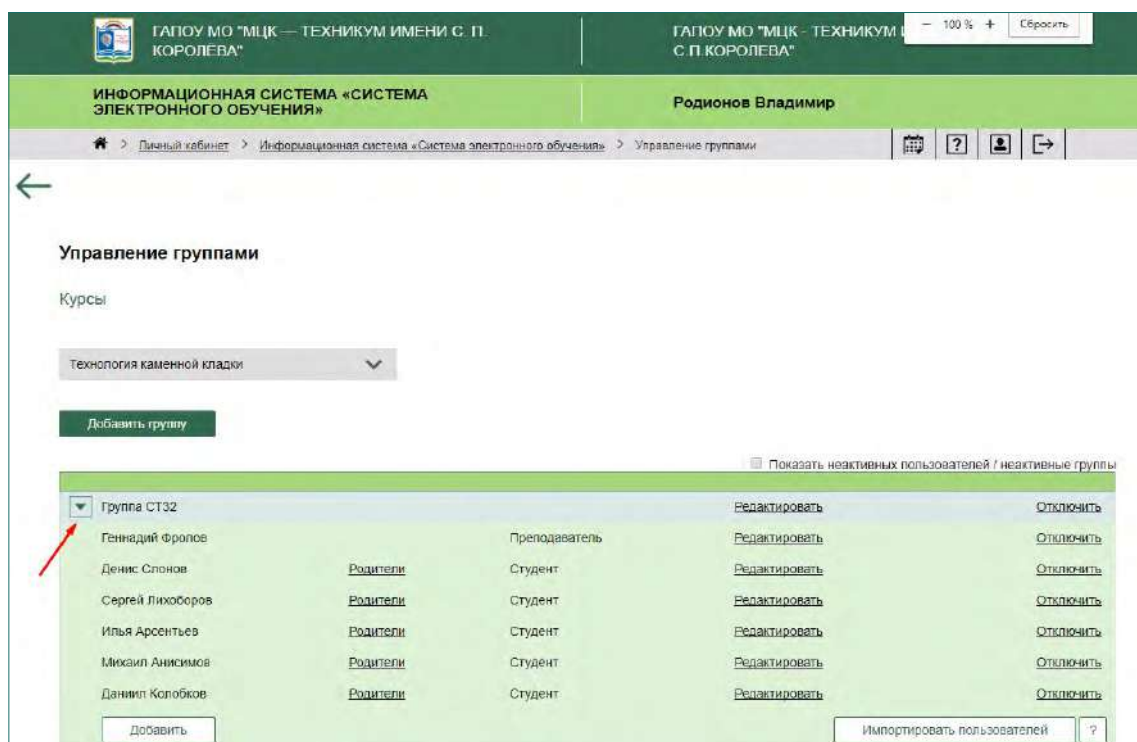 ГАПОУ МО "МЦК — ТЕХНИКУМ ИМЕНИ С. П. КОРОЛЁВА"
ГАПОУ МО "МЦК - ТЕХНИКУМ
С.П.КОРОЛЕВА"
− 100 % + Сбросить
ИНФОРМАЦИОННАЯ СИСТЕМА «СИСТЕМА
ЭЛЕКТРОННОГО ОБУЧЕНИЯ»
Родионов Владимир
> Личный кабинет > Информационная система «Система электронного обучения» > Управление группами
Управление группами
Курсы
Технология каменной кладки
Добавить группу
Показать неактивных пользователей / неактивные группы
Группа СТ32 Редактировать Отключить
Геннадий Фролов Преподаватель Редактировать Отключить
Денис Слонов Родители Студент Редактировать Отключить
Сергей Лихоборов Родители Студент Редактировать Отключить
Илья Арсентьев Родители Студент Редактировать Отключить
Михаил Анисимов Родители Студент Редактировать Отключить
Даниил Колобков Родители Студент Редактировать Отключить
Добавить Импортировать пользователей ?